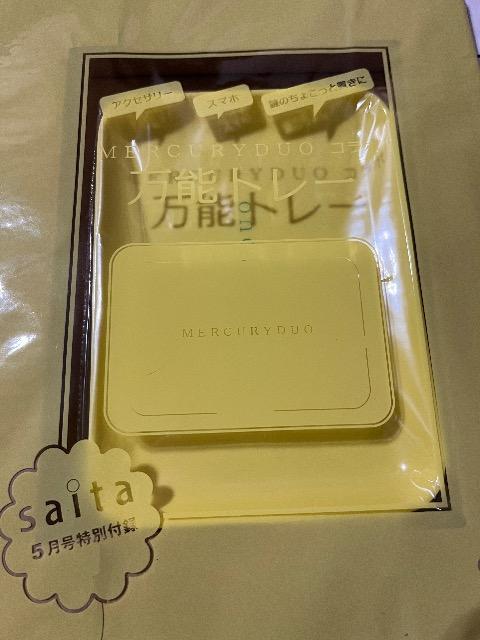 アクセサリー
スマホ
鍵のちょこっと置きに
MERCURYDUO コラボ
万能トレー
MERCURYDUO
saita
5月号特別付録